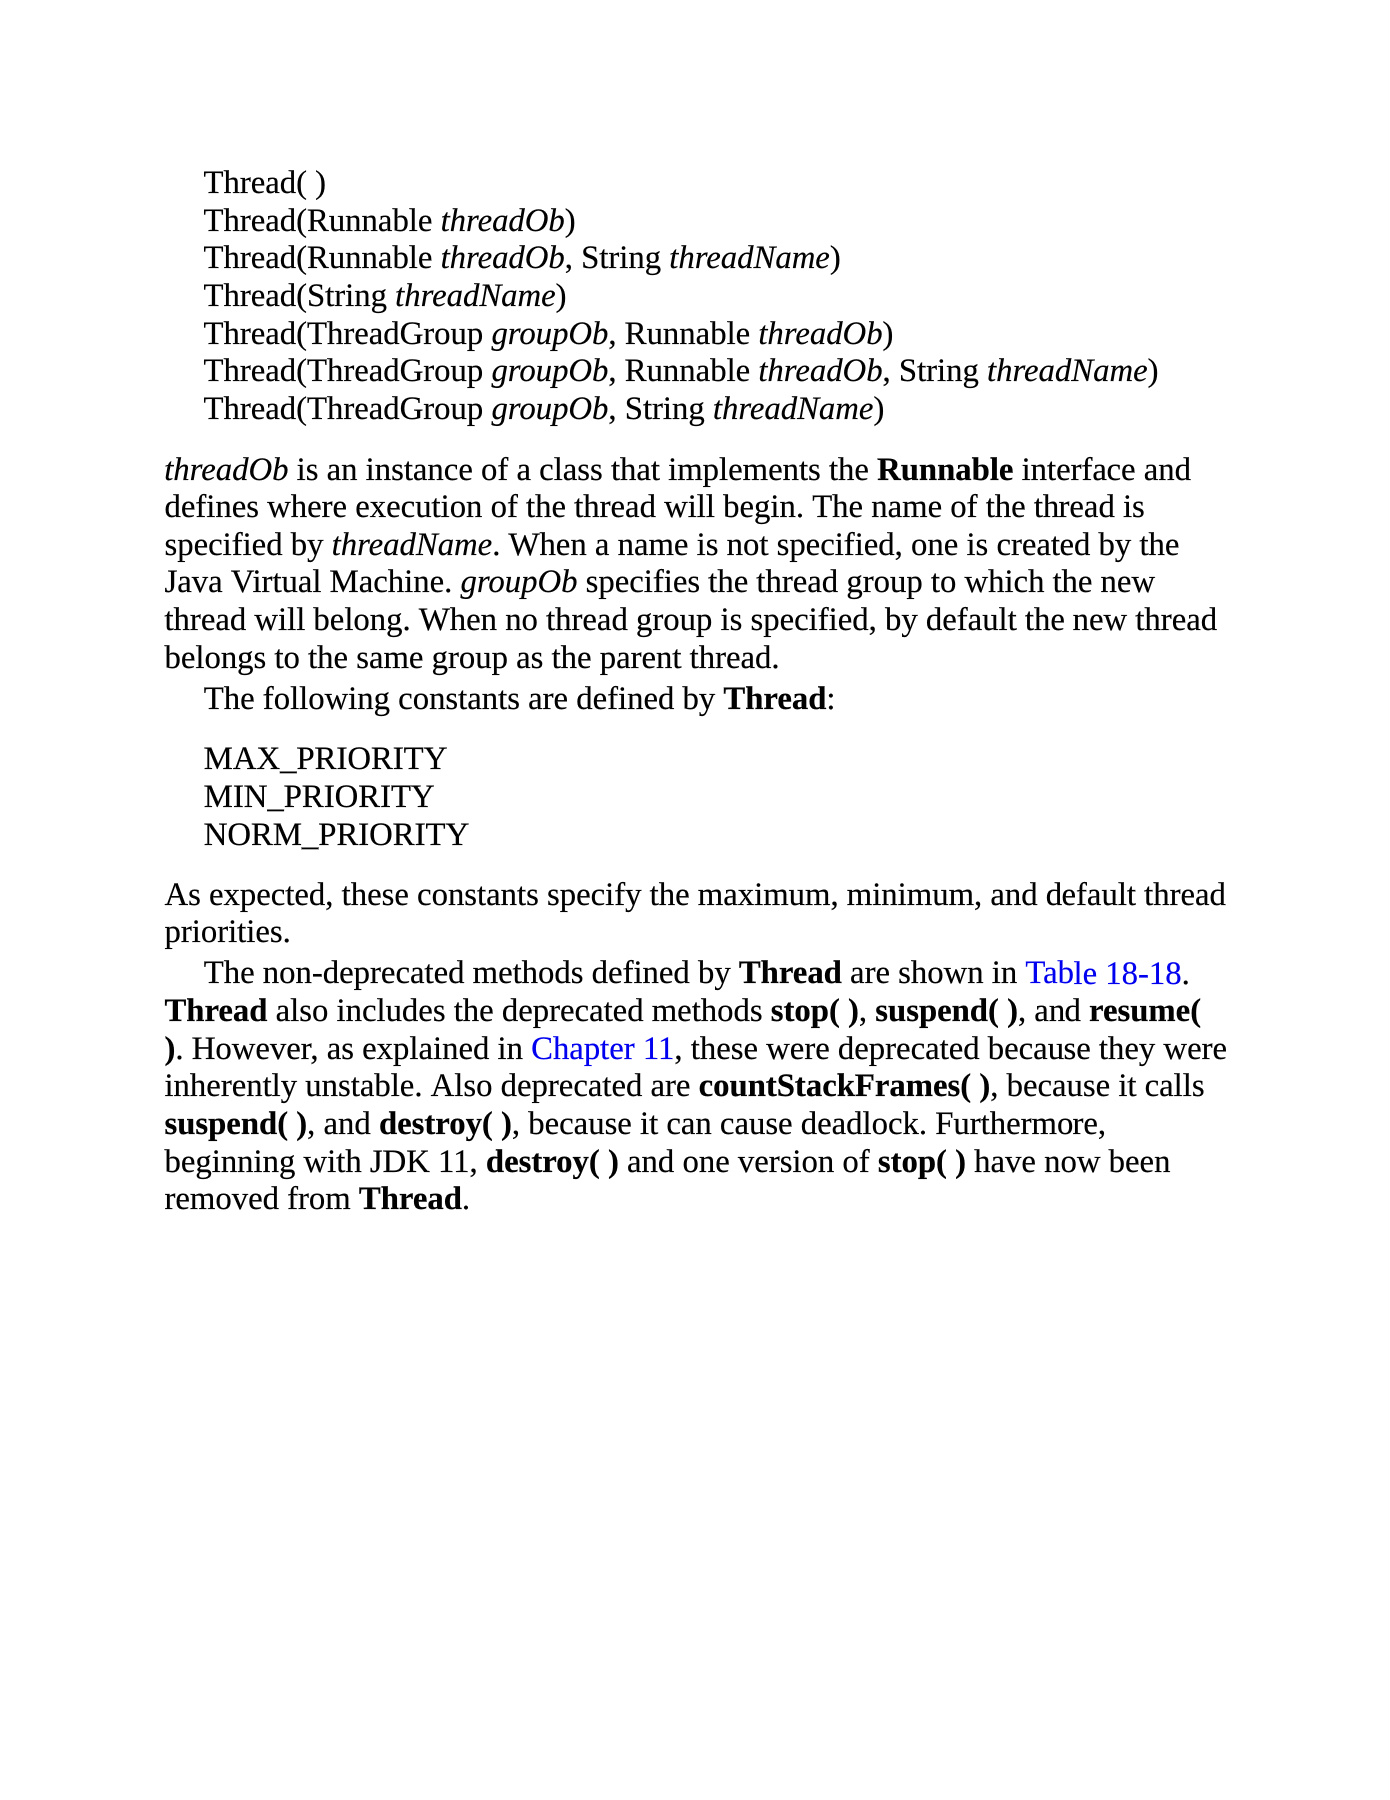 Thread( )
Thread(Runnable threadOb)
Thread(Runnable threadOb, String threadName)
Thread(String threadName)
Thread(ThreadGroup groupOb, Runnable threadOb)
Thread(ThreadGroup groupOb, Runnable threadOb, String threadName)
Thread(ThreadGroup groupOb, String threadName)
threadOb is an instance of a class that implements the Runnable interface and
defines where execution of the thread will begin. The name of the thread is
specified by threadName. When a name is not specified, one is created by the
Java Virtual Machine. groupOb specifies the thread group to which the new
thread will belong. When no thread group is specified, by default the new thread
belongs to the same group as the parent thread.
The following constants are defined by Thread:
MAX_PRIORITY
MIN_PRIORITY
NORM_PRIORITY
As expected, these constants specify the maximum, minimum, and default thread
priorities.
The non-deprecated methods defined by Thread are shown in Table 18-18.
Thread also includes the deprecated methods stop( ), suspend( ), and resume(
). However, as explained in Chapter 11, these were deprecated because they were
inherently unstable. Also deprecated are countStackFrames( ), because it calls
suspend( ), and destroy( ), because it can cause deadlock. Furthermore,
beginning with JDK 11, destroy( ) and one version of stop( ) have now been
removed from Thread.